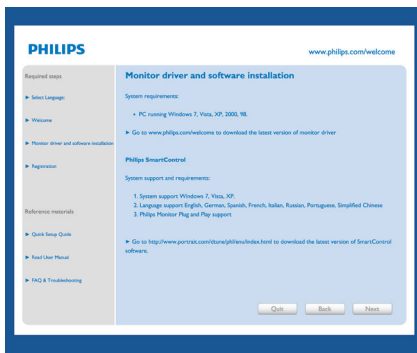 PHILIPS
www.philips.com/welcome
Required steps
Select Language:
Welcome
Monitor driver and software installation
Registration
Reference materials
Quick Setup Guide
Read User Manual
FAQ & Troubleshooting
Monitor driver and software installation
System requirements:
• PC running Windows 7, Vista, XP, 2000, 98.
Go to www.philips.com/welcome to download the latest version of monitor driver
Philips SmartControl
System support and requirements:
1. System support Windows 7, Vista, XP.
2. Language support English, German, Spanish, French, Italian, Russian, Portuguese, Simplified Chinese
3. Philips Monitor Plug and Play support
Go to http://www.portrait.com/dtune/philenu/index.html to download the latest version of SmartControl
software.
Quit
Back
Next